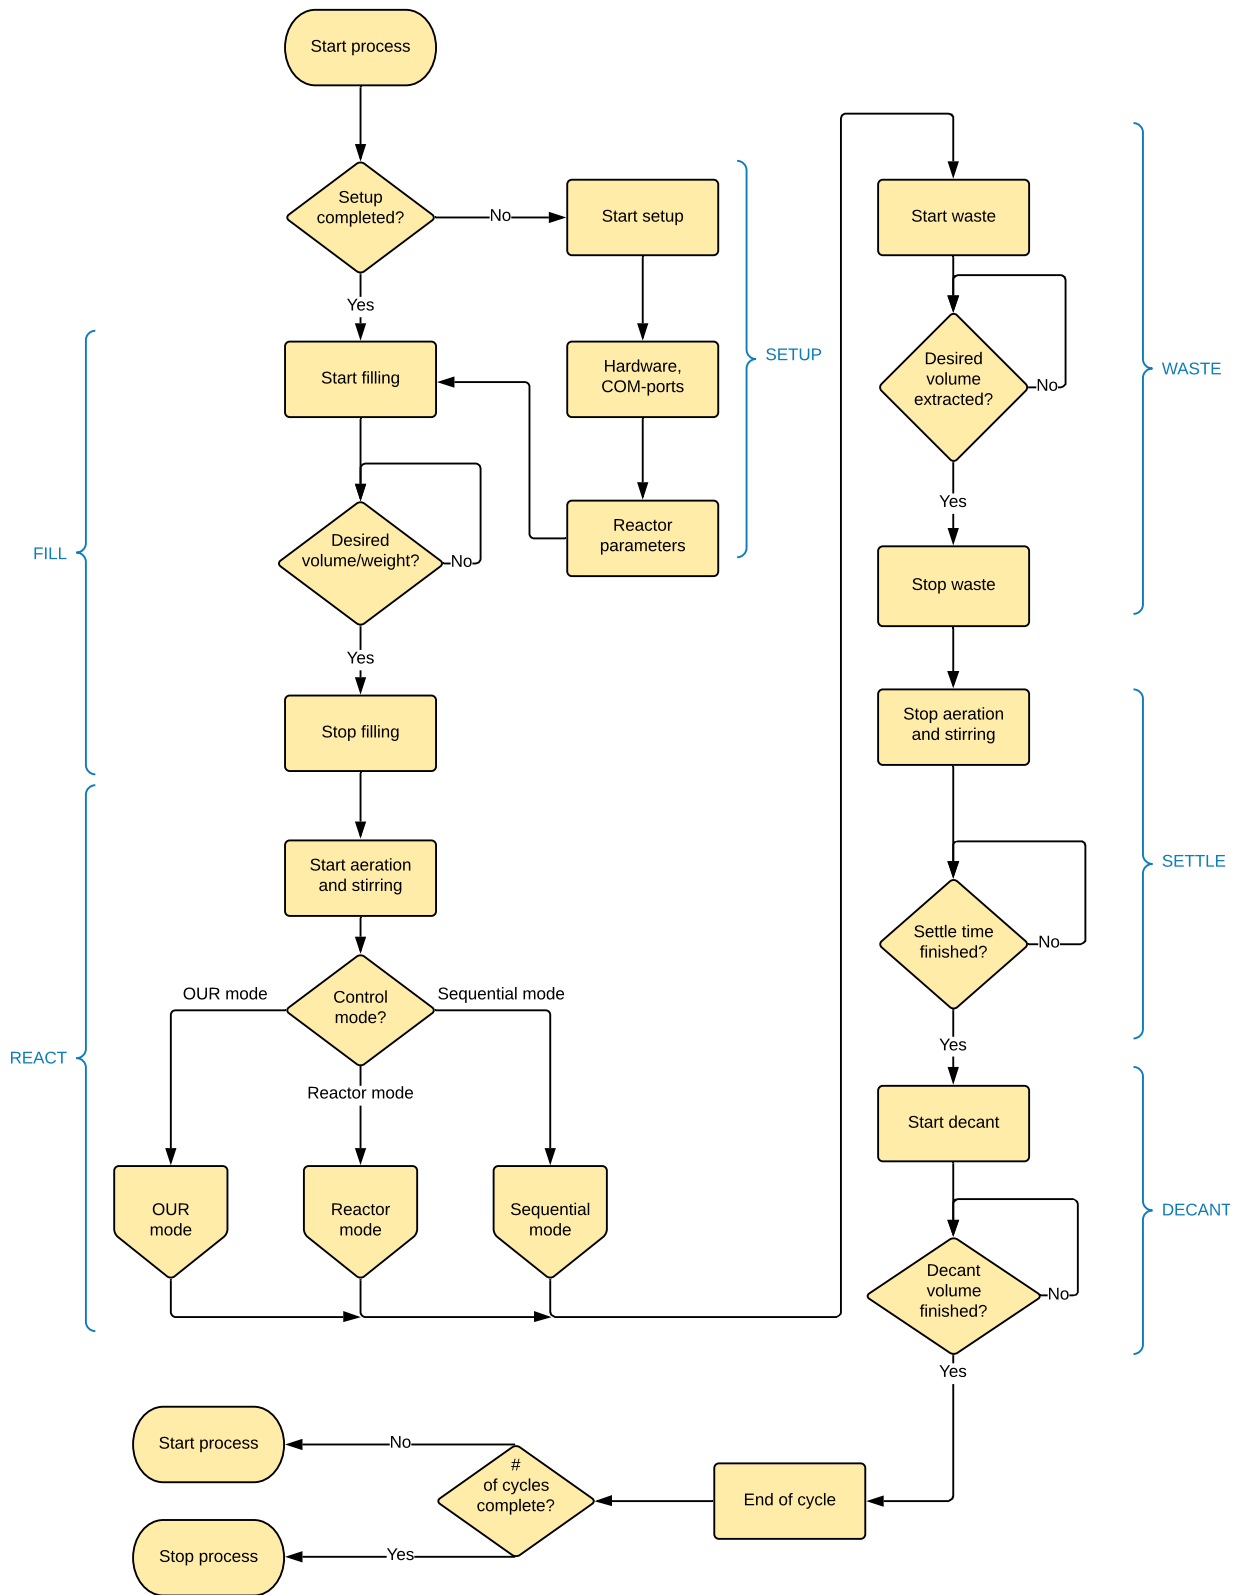 Start process
Setup
completed?
No
Start setup
Yes
Start filling
Hardware,
COM-ports
SETUP
Desired
volume/weight?
No
Reactor
parameters
FILL
Yes
Stop filling
Start aeration
and stirring
Control
mode?
OUR mode
Sequential mode
Reactor mode
REACT
OUR
mode
Reactor
mode
Sequential
mode
Start waste
Desired
volume
extracted?
No
WASTE
Yes
Stop waste
Stop aeration
and stirring
SETTLE
Settle time
finished?
No
Yes
Start decant
DECANT
Decant
volume
finished?
No
Yes
End of cycle
#
of cycles
complete?
No
Start process
Yes
Stop process